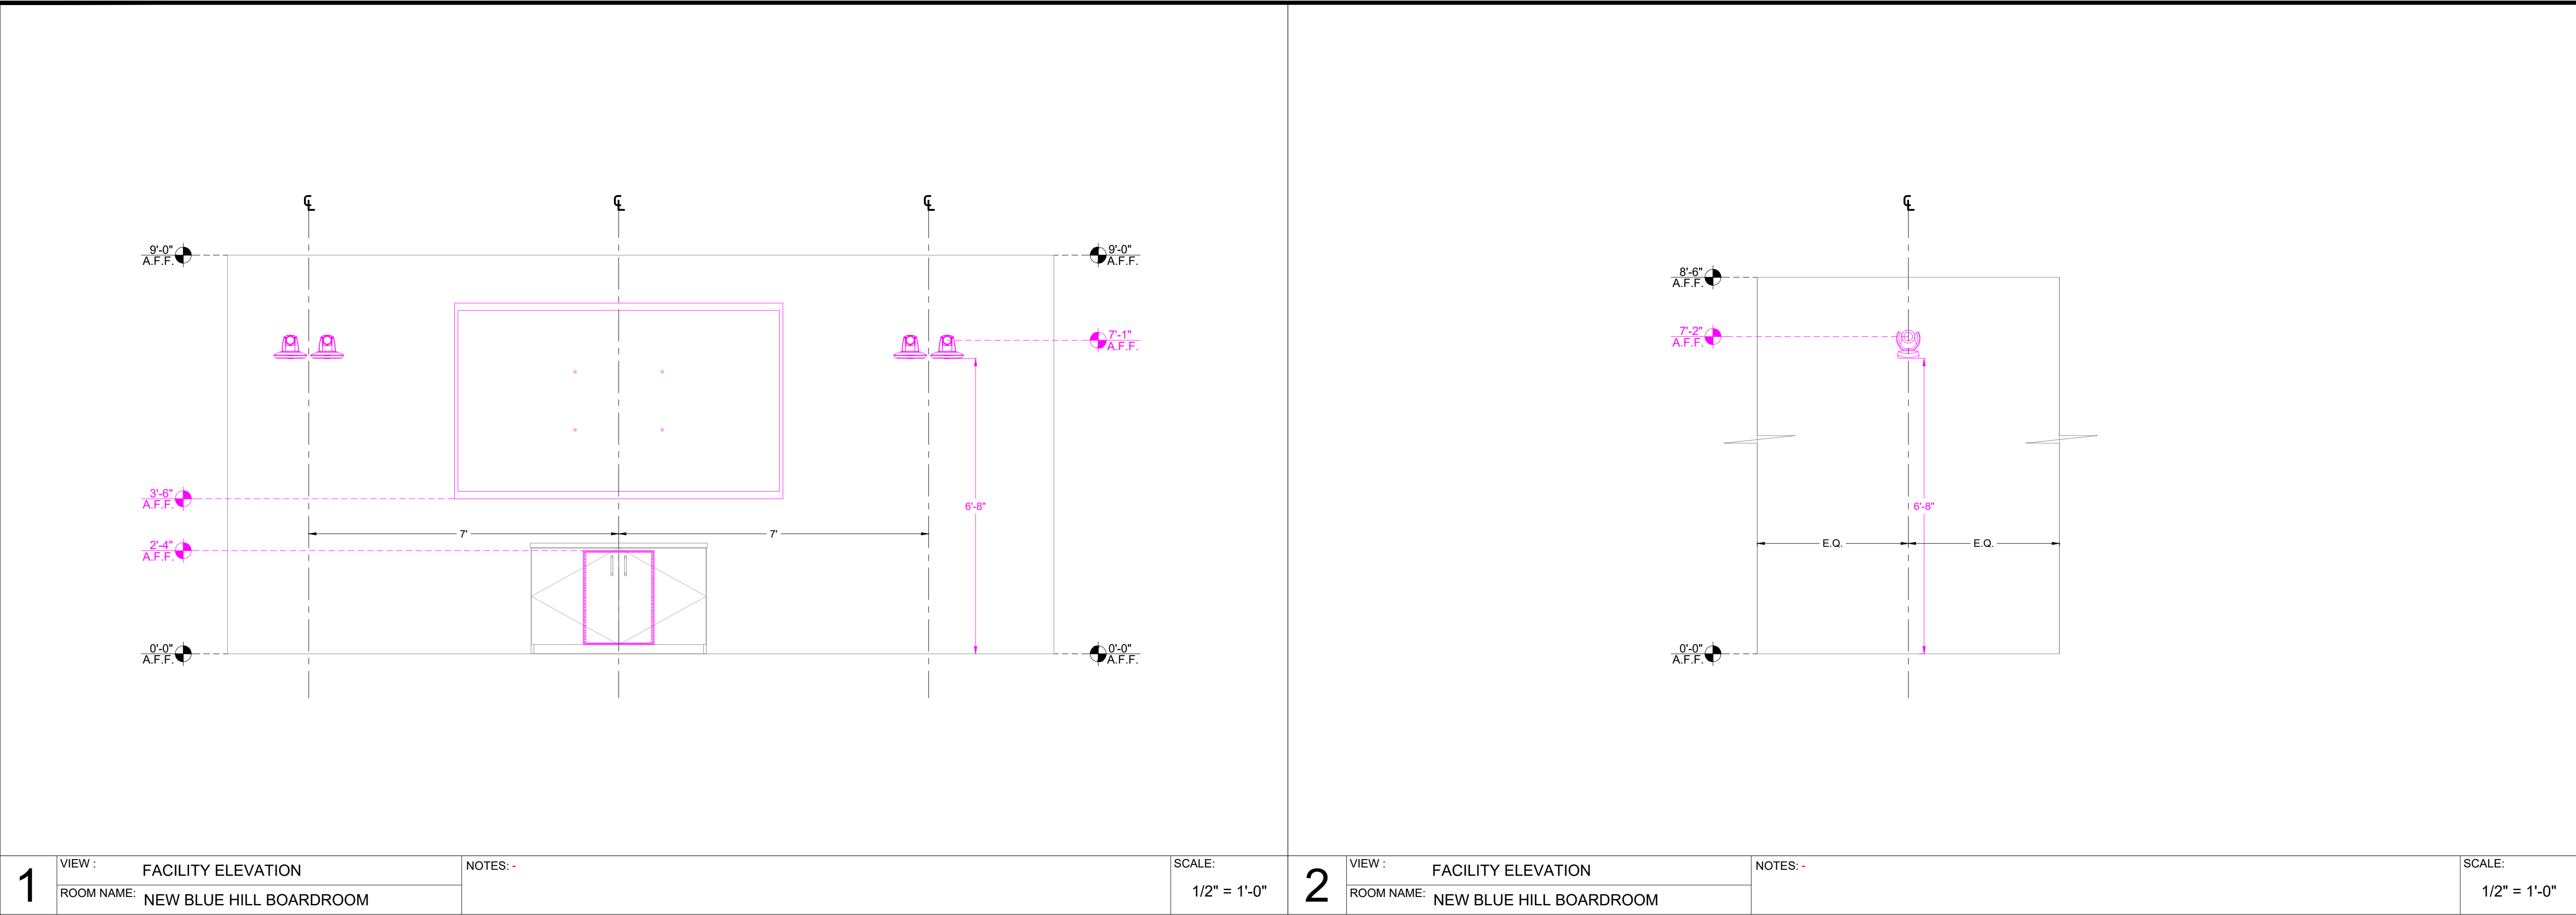 ℄ ℄ ℄
9'-0"
A.F.F.
9'-0"
A.F.F.
7'-1"
A.F.F.
3'-6"
A.F.F.
6'-8"
7' 7'
2'-4"
A.F.F.
0'-0"
A.F.F.
0'-0"
A.F.F.
1
VIEW :
FACILITY ELEVATION
ROOM NAME:
NEW BLUE HILL BOARDROOM
NOTES: -
SCALE:
1/2" = 1'-0"
℄
8'-6"
A.F.F.
7'-2"
A.F.F.
6'-8"
E.Q. E.Q.
0'-0"
A.F.F.
2
VIEW :
FACILITY ELEVATION
ROOM NAME:
NEW BLUE HILL BOARDROOM
NOTES: -
SCALE:
1/2" = 1'-0"